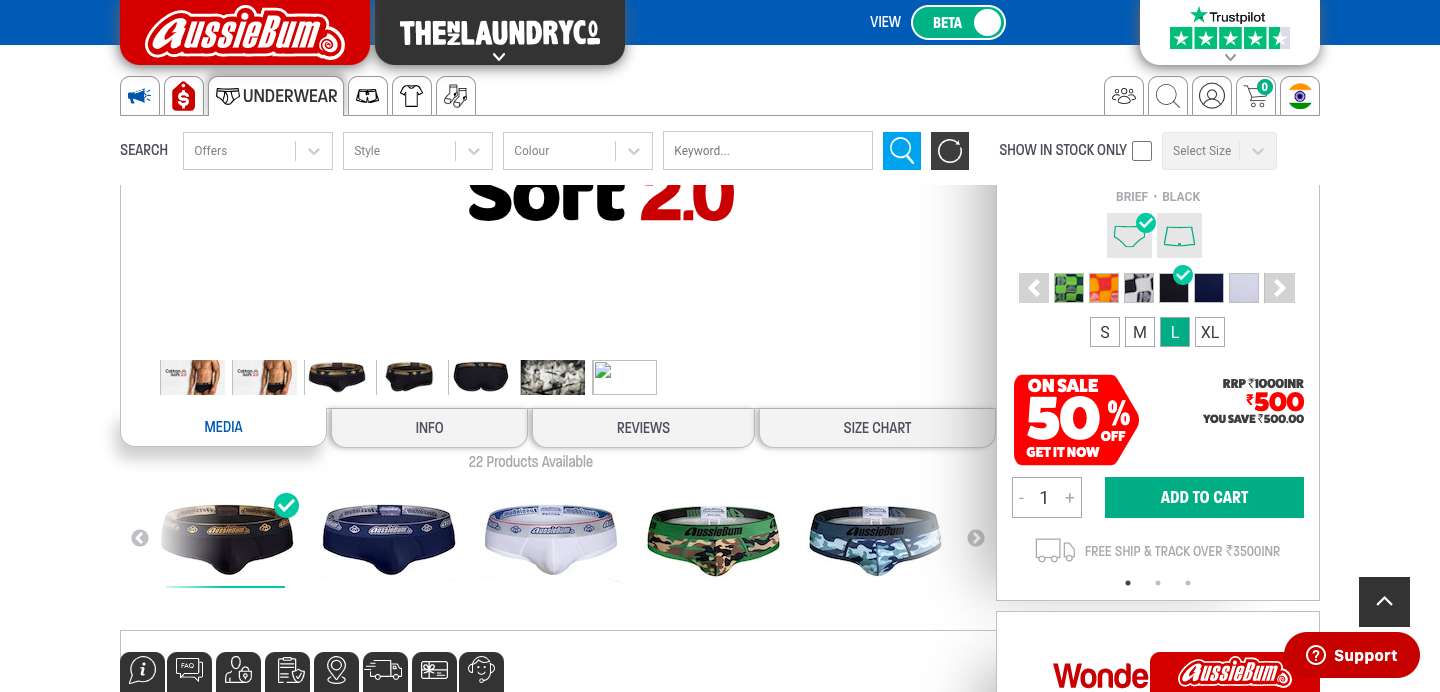 AussieBum
THE LAUNDRYCO
VIEW
BETA
Trustpilot
UNDERWEAR
0
SEARCH
Offers
Style
Colour
Keyword...
SHOW IN STOCK ONLY
Select Size
Soft 2.0
BRIEF • BLACK
S
M
L
XL
ON SALE
50% OFF
GET IT NOW
RRP ₹1000INR
₹500
YOU SAVE ₹500.00
MEDIA
INFO
REVIEWS
SIZE CHART
22 Products Available
- 1 +
ADD TO CART
FREE SHIP & TRACK OVER ₹3500INR
FAQ
Wonde
AussieBum
Support